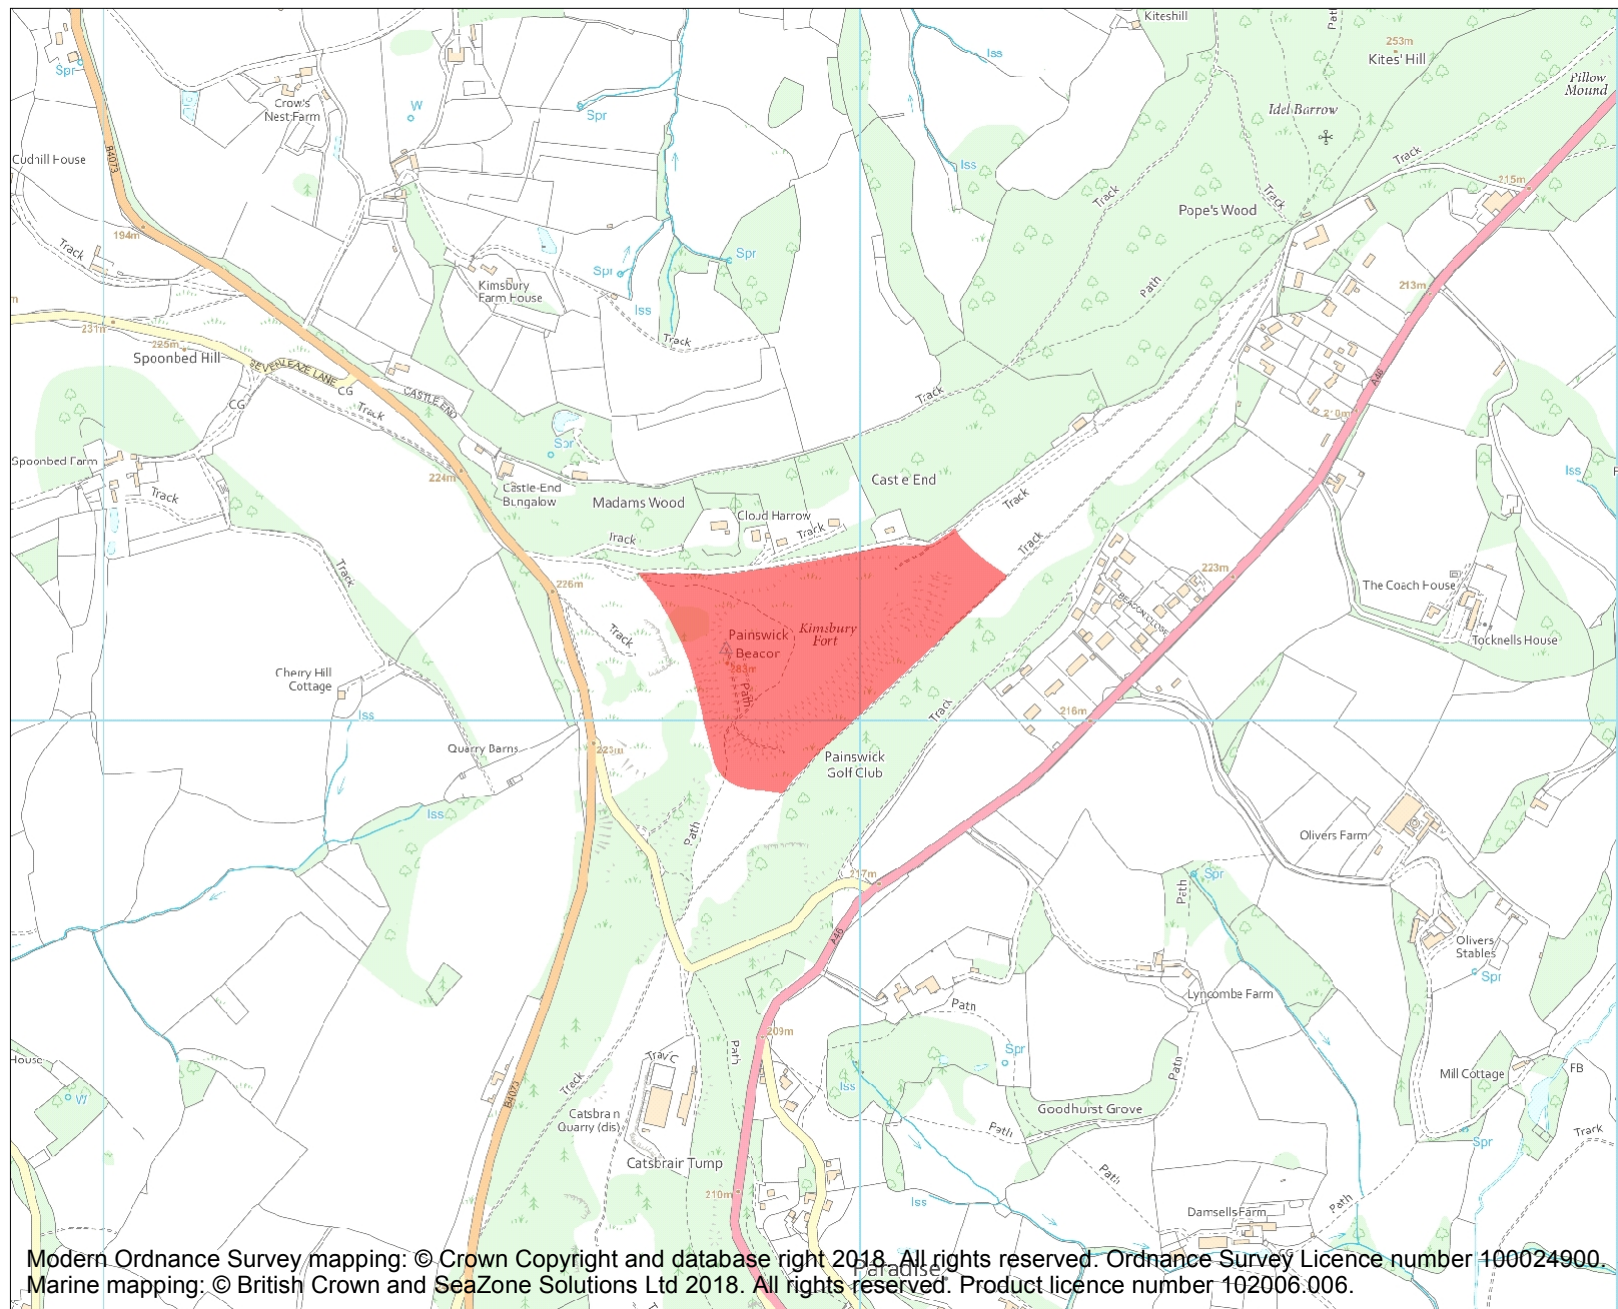 Kiteshill
Path
Iss
253m
Kites' Hill
Pillow
Mound
Spr
Crow's
Nest Farm
W
Spr
Idel Barrow
B4073
Cudhill House
Iss
Track
215m
Track
Track
Pope's Wood
194m
Track
Spr
Spr
Kimsbury
Farm House
Path
213m
Iss
231m
225m
Spoonbed Hill
Track
SEVENLEAZE LANE
CG
CASTLE END
CG
Track
Track
A46
210m
Spr
Spoonbed Farm
224m
Castle-End
Bungalow
Track
Madams Wood
Castle End
Iss
Cloud Harrow
Track
Track
Track
Track
Track
226m
223m
The Coach House
BEACON CLOSE
Track
Painswick
Beacon
Kimsbury
Fort
283m
Path
Tocknells House
Cherry Hill
Cottage
Iss
Track
216m
Quarry Barns
223m
Painswick
Golf Club
Iss
Path
Olivers Farm
217m
Path
Spr
A46
Olivers
Stables
Spr
Lyncombe Farm
Path
209m
House
Path
Trav C
Spr
Path
Mill Cottage
FB
W
Track
B4073
Iss
Goodhurst Grove
Catsbrain
Quarry (dis)
Path
Spr
Track
Catsbrain Tump
Path
210m
Iss
Path
Damsells Farm
Modern Ordnance Survey mapping: © Crown Copyright and database right 2018. All rights reserved. Ordnance Survey Licence number 100024900.
Paradise
Marine mapping: © British Crown and SeaZone Solutions Ltd 2018. All rights reserved. Product licence number 102006.006.